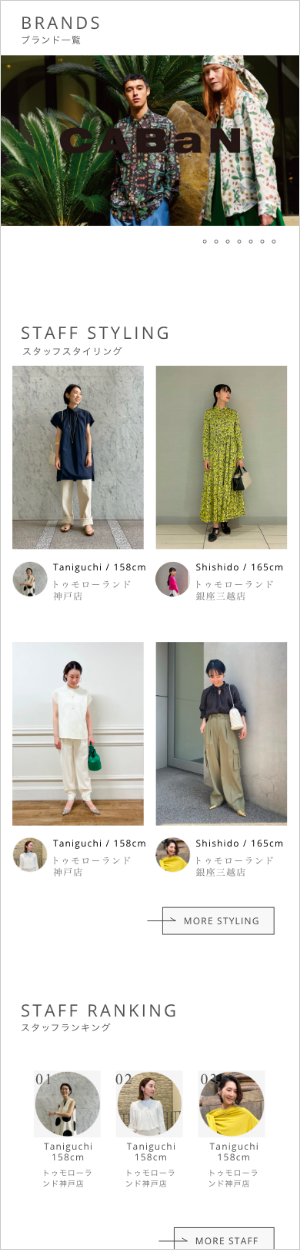 BRANDS
ブランド一覧
CABaN
STAFF STYLING
スタッフスタイリング
Taniguchi / 158cm
トゥモローランド
神戸店
Shishido / 165cm
トゥモローランド
銀座三越店
Taniguchi / 158cm
トゥモローランド
神戸店
Shishido / 165cm
トゥモローランド
銀座三越店
MORE STYLING
STAFF RANKING
スタッフランキング
01
Taniguchi
158cm
トゥモローラ
ンド神戸店
02
Taniguchi
158cm
トゥモローラ
ンド神戸店
03
Taniguchi
158cm
トゥモローラ
ンド神戸店
MORE STAFF